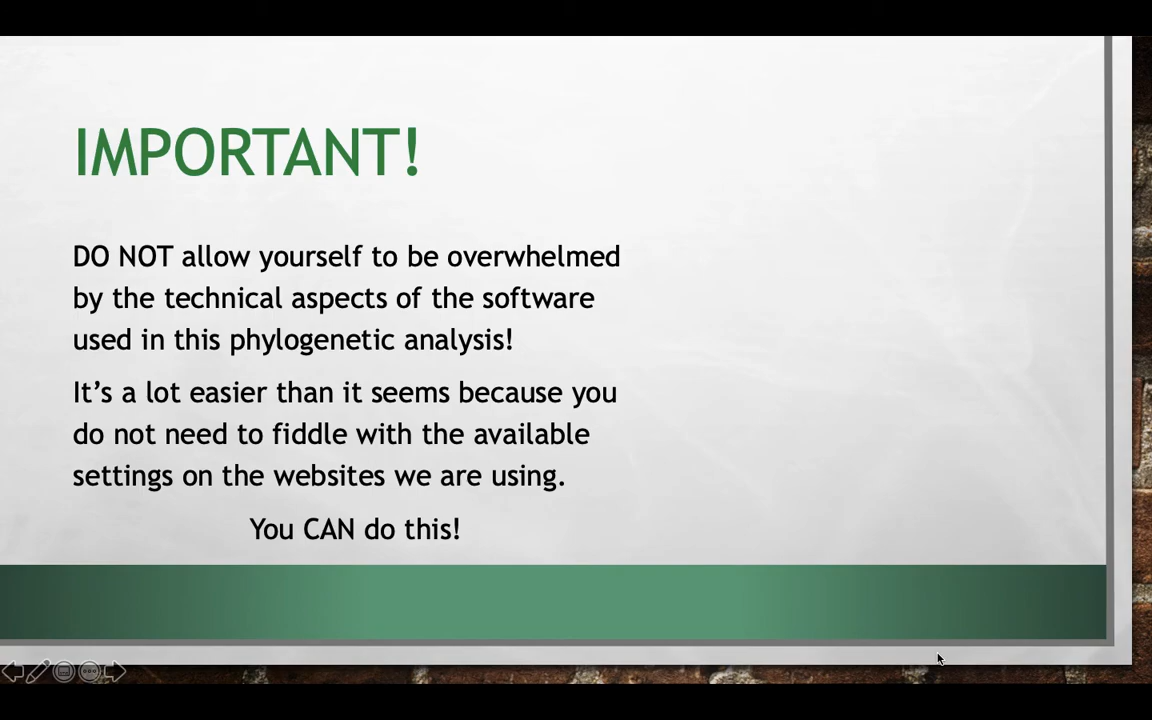 IMPORTANT!
DO NOT allow yourself to be overwhelmed
by the technical aspects of the software
used in this phylogenetic analysis!
It’s a lot easier than it seems because you
do not need to fiddle with the available
settings on the websites we are using.
You CAN do this!